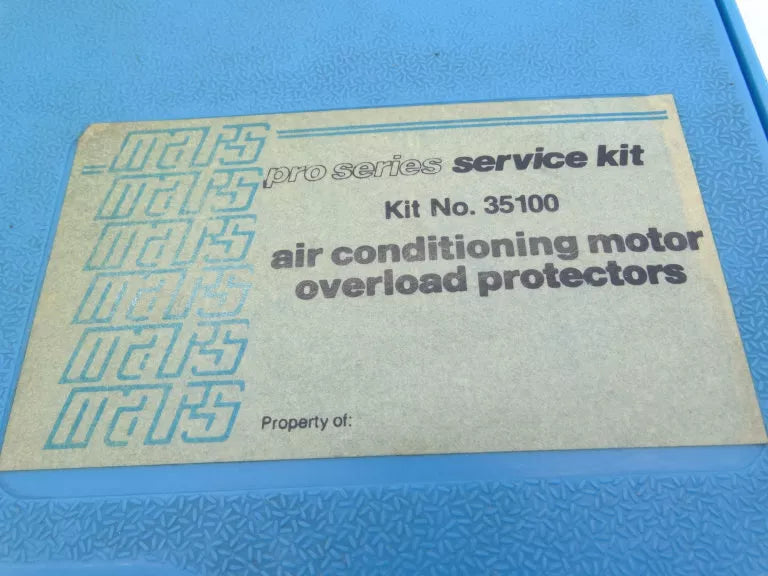 mars
mars
mars
mars
mars
mars
pro series service kit
Kit No. 35100
air conditioning motor
overload protectors
Property of: